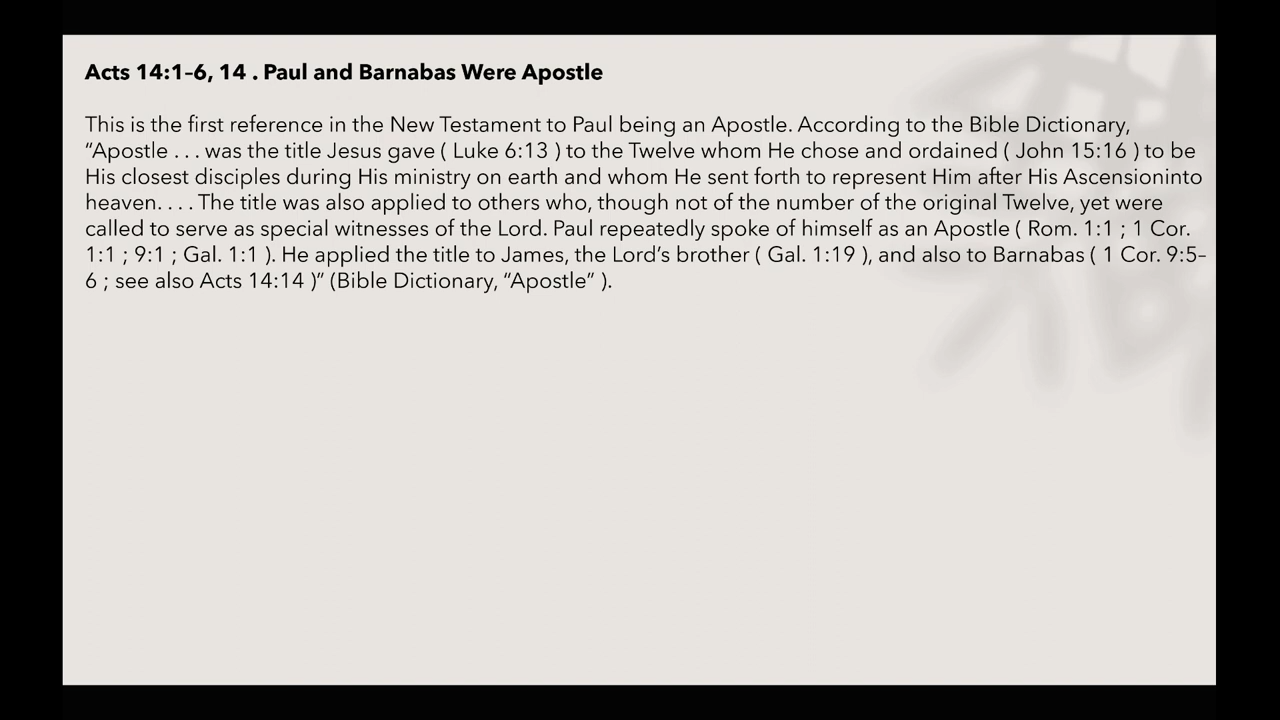 Acts 14:1–6, 14 . Paul and Barnabas Were Apostle
This is the first reference in the New Testament to Paul being an Apostle. According to the Bible Dictionary,
“Apostle . . . was the title Jesus gave ( Luke 6:13 ) to the Twelve whom He chose and ordained ( John 15:16 ) to be
His closest disciples during His ministry on earth and whom He sent forth to represent Him after His Ascensioninto
heaven. . . . The title was also applied to others who, though not of the number of the original Twelve, yet were
called to serve as special witnesses of the Lord. Paul repeatedly spoke of himself as an Apostle ( Rom. 1:1 ; 1 Cor.
1:1 ; 9:1 ; Gal. 1:1 ). He applied the title to James, the Lord’s brother ( Gal. 1:19 ), and also to Barnabas ( 1 Cor. 9:5–
6 ; see also Acts 14:14 )” (Bible Dictionary, “Apostle” ).